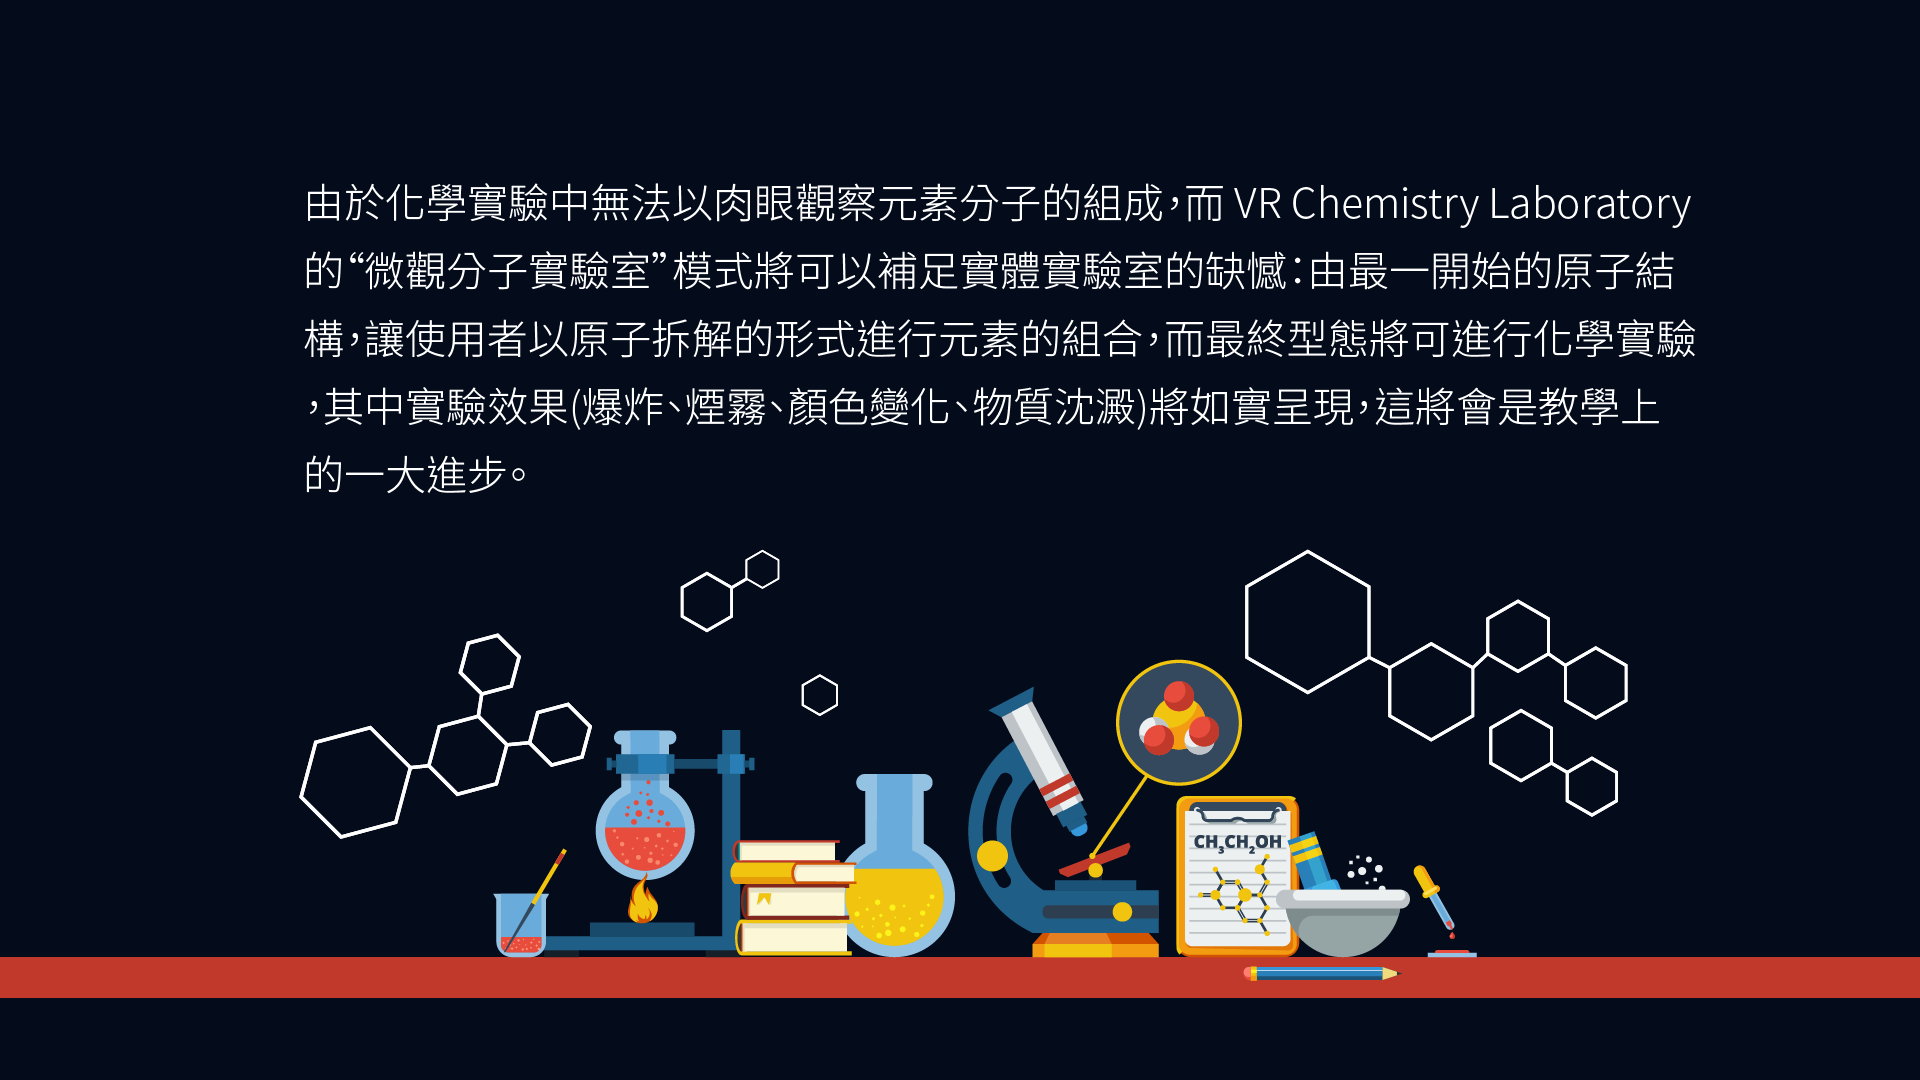 由於化學實驗中無法以肉眼觀察元素分子的組成，而 VR Chemistry Laboratory
的“微觀分子實驗室”模式將可以補足實體實驗室的缺憾：由最一開始的原子結
構，讓使用者以原子拆解的形式進行元素的組合，而最終型態將可進行化學實驗
，其中實驗效果(爆炸、煙霧、顏色變化、物質沈澱)將如實呈現，這將會是教學上
的一大進步。
CH₃CH₂OH